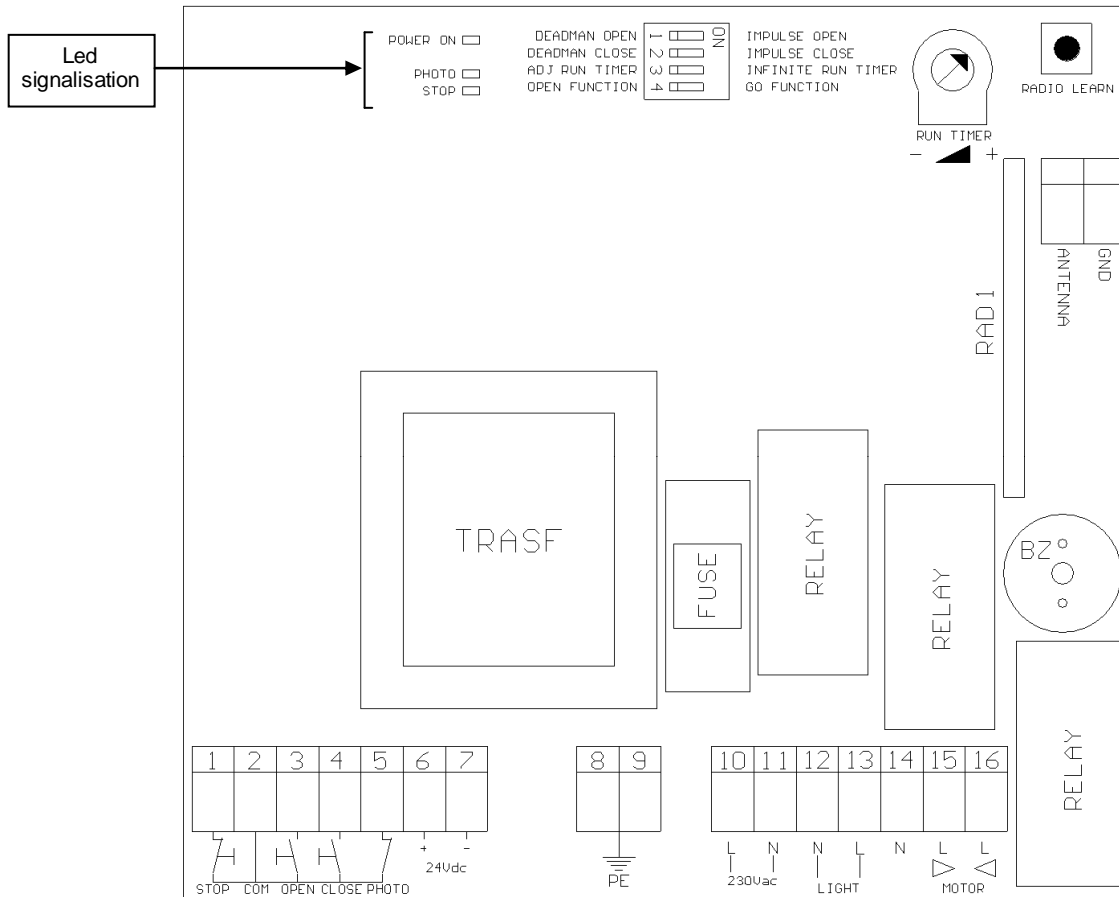 Led
signalisation
POWER ON
PHOTO
STOP
DEADMAN OPEN 1 ON IMPULSE OPEN
DEADMAN CLOSE 2 IMPULSE CLOSE
ADJ RUN TIMER 3 INFINITE RUN TIMER
OPEN FUNCTION 4 GO FUNCTION
RUN TIMER
- +
RADIO LEARN
ANTENNA
GND
RAD1
TRASF
FUSE
RELAY
RELAY
BZ
RELAY
1 2 3 4 5 6 7
8 9
10 11 12 13 14 15 16
+ -
24Vdc
STOP COM OPEN CLOSE PHOTO
PE
L N N L N L L
230Vac
LIGHT
MOTOR